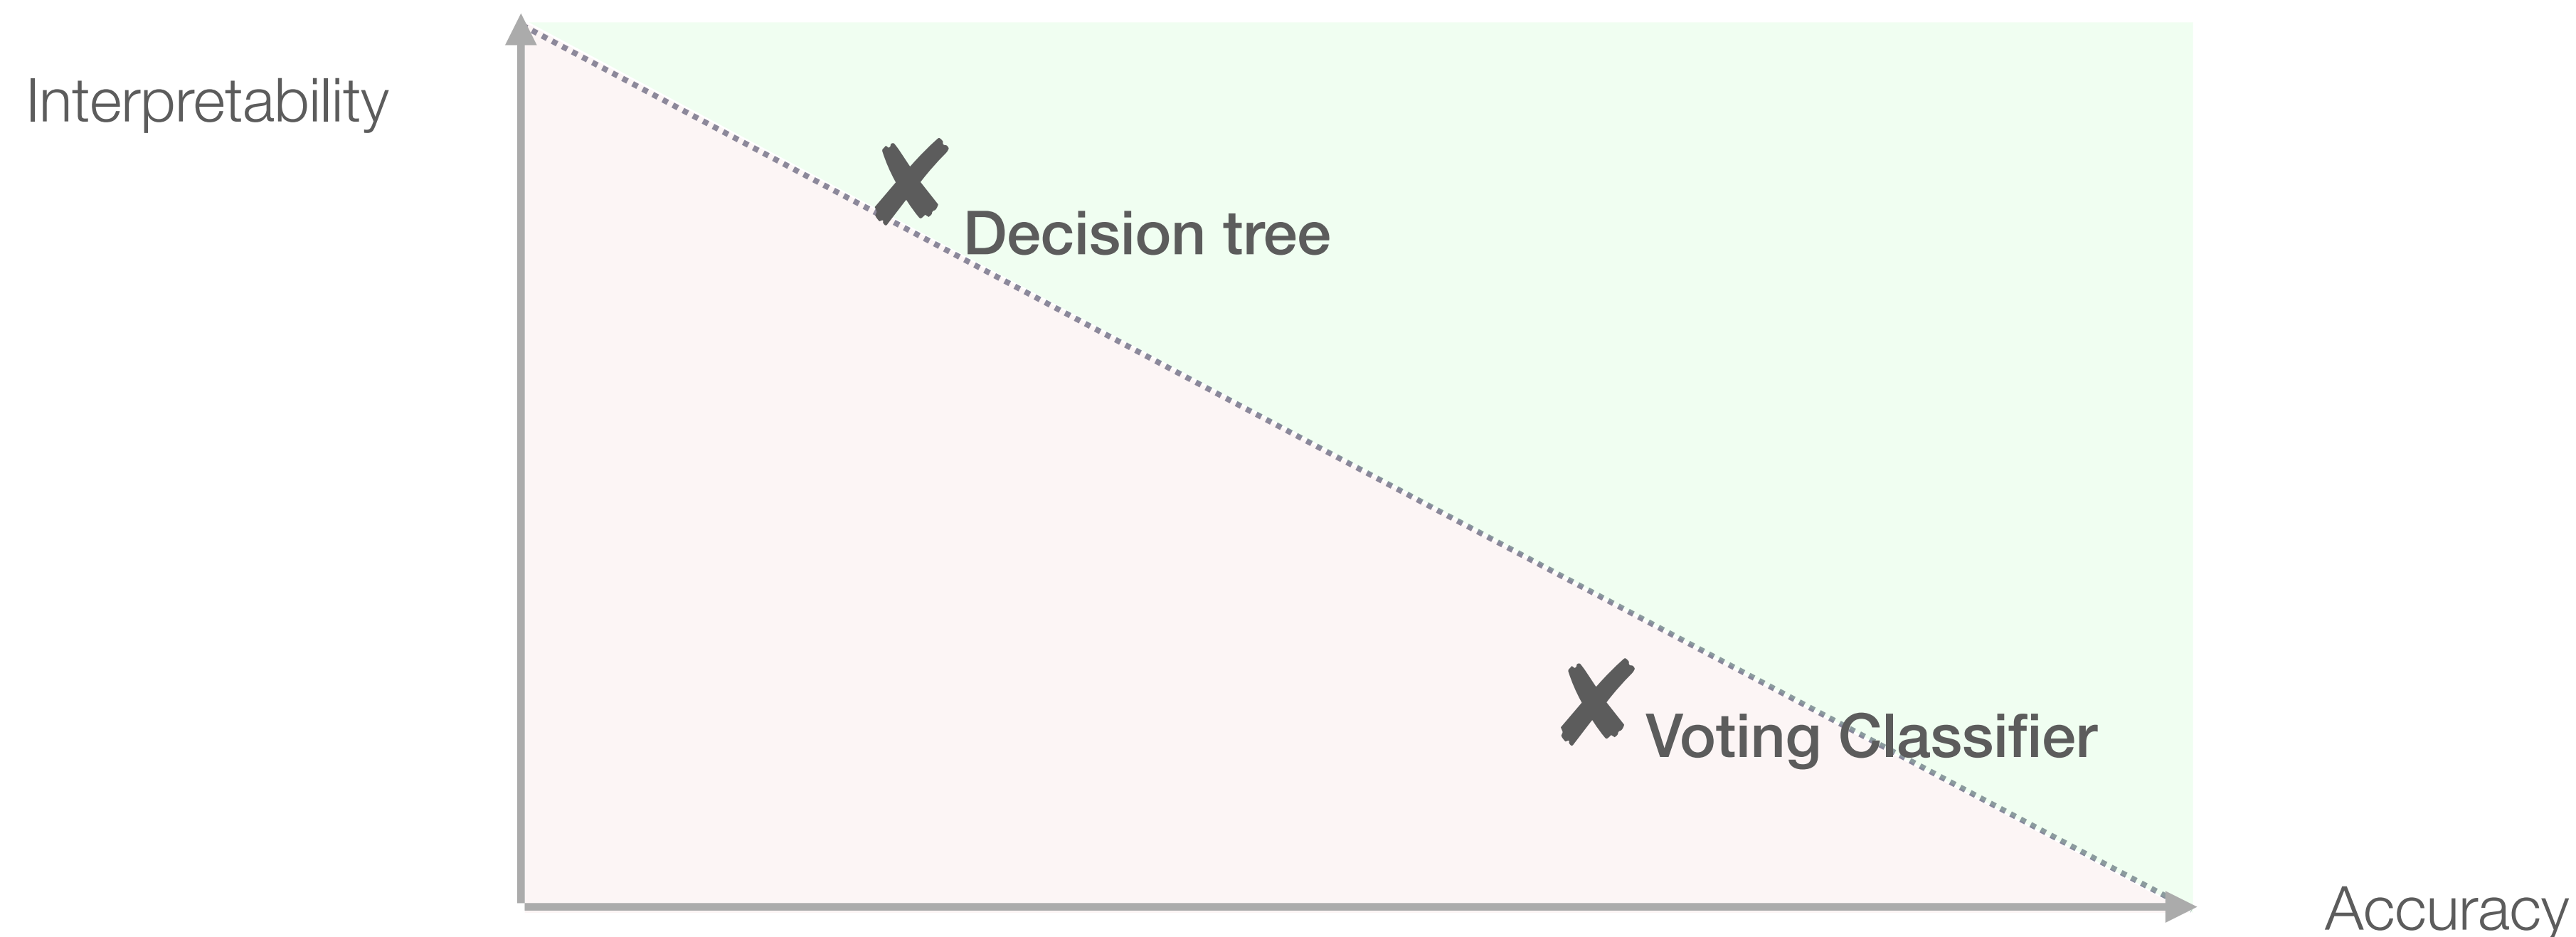 Interpretability
Decision tree
Voting Classifier
Accuracy